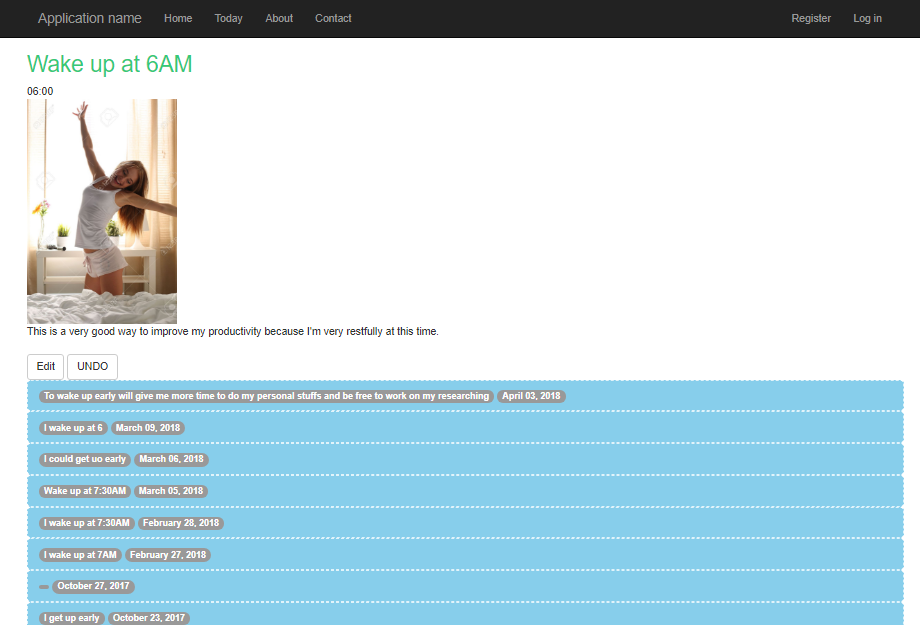 Application name Home Today About Contact Register Log in
Wake up at 6AM
06:00
This is a very good way to improve my productivity because I'm very restfully at this time.
Edit UNDO
To wake up early will give me more time to do my personal stuffs and be free to work on my researching April 03, 2018
I wake up at 6 March 09, 2018
I could get uo early March 06, 2018
Wake up at 7:30AM March 05, 2018
I wake up at 7:30AM February 28, 2018
I wake up at 7AM February 27, 2018
October 27, 2017
I get up early October 23, 2017